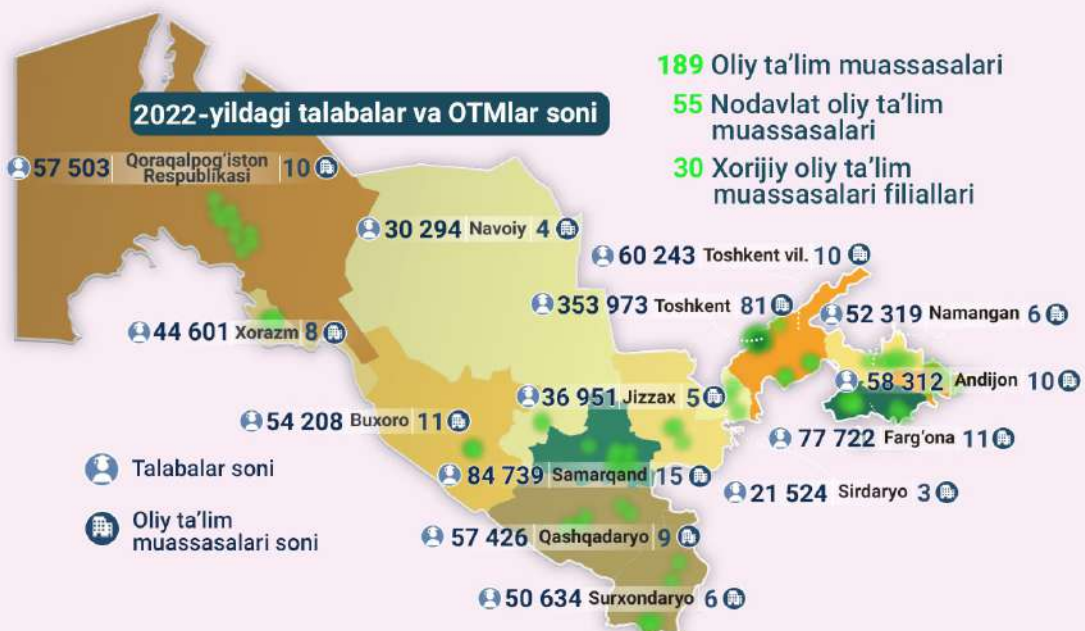 2022-yildagi talabalar va OTMlar soni
189 Oliy ta’lim muassasalari
55 Nodavlat oliy ta’lim
muassasalari
30 Xorijiy oliy ta’lim
muassasalari filiallari
57 503 Qoraqalpog‘iston
Respublikasi 10
30 294 Navoiy 4
60 243 Toshkent vil. 10
353 973 Toshkent 81
52 319 Namangan 6
44 601 Xorazm 8
58 312 Andijon 10
36 951 Jizzax 5
54 208 Buxoro 11
77 722 Farg‘ona 11
84 739 Samarqand 15
21 524 Sirdaryo 3
57 426 Qashqadaryo 9
50 634 Surxondaryo 6
Talabalar soni
Oliy ta’lim
muassasalari soni